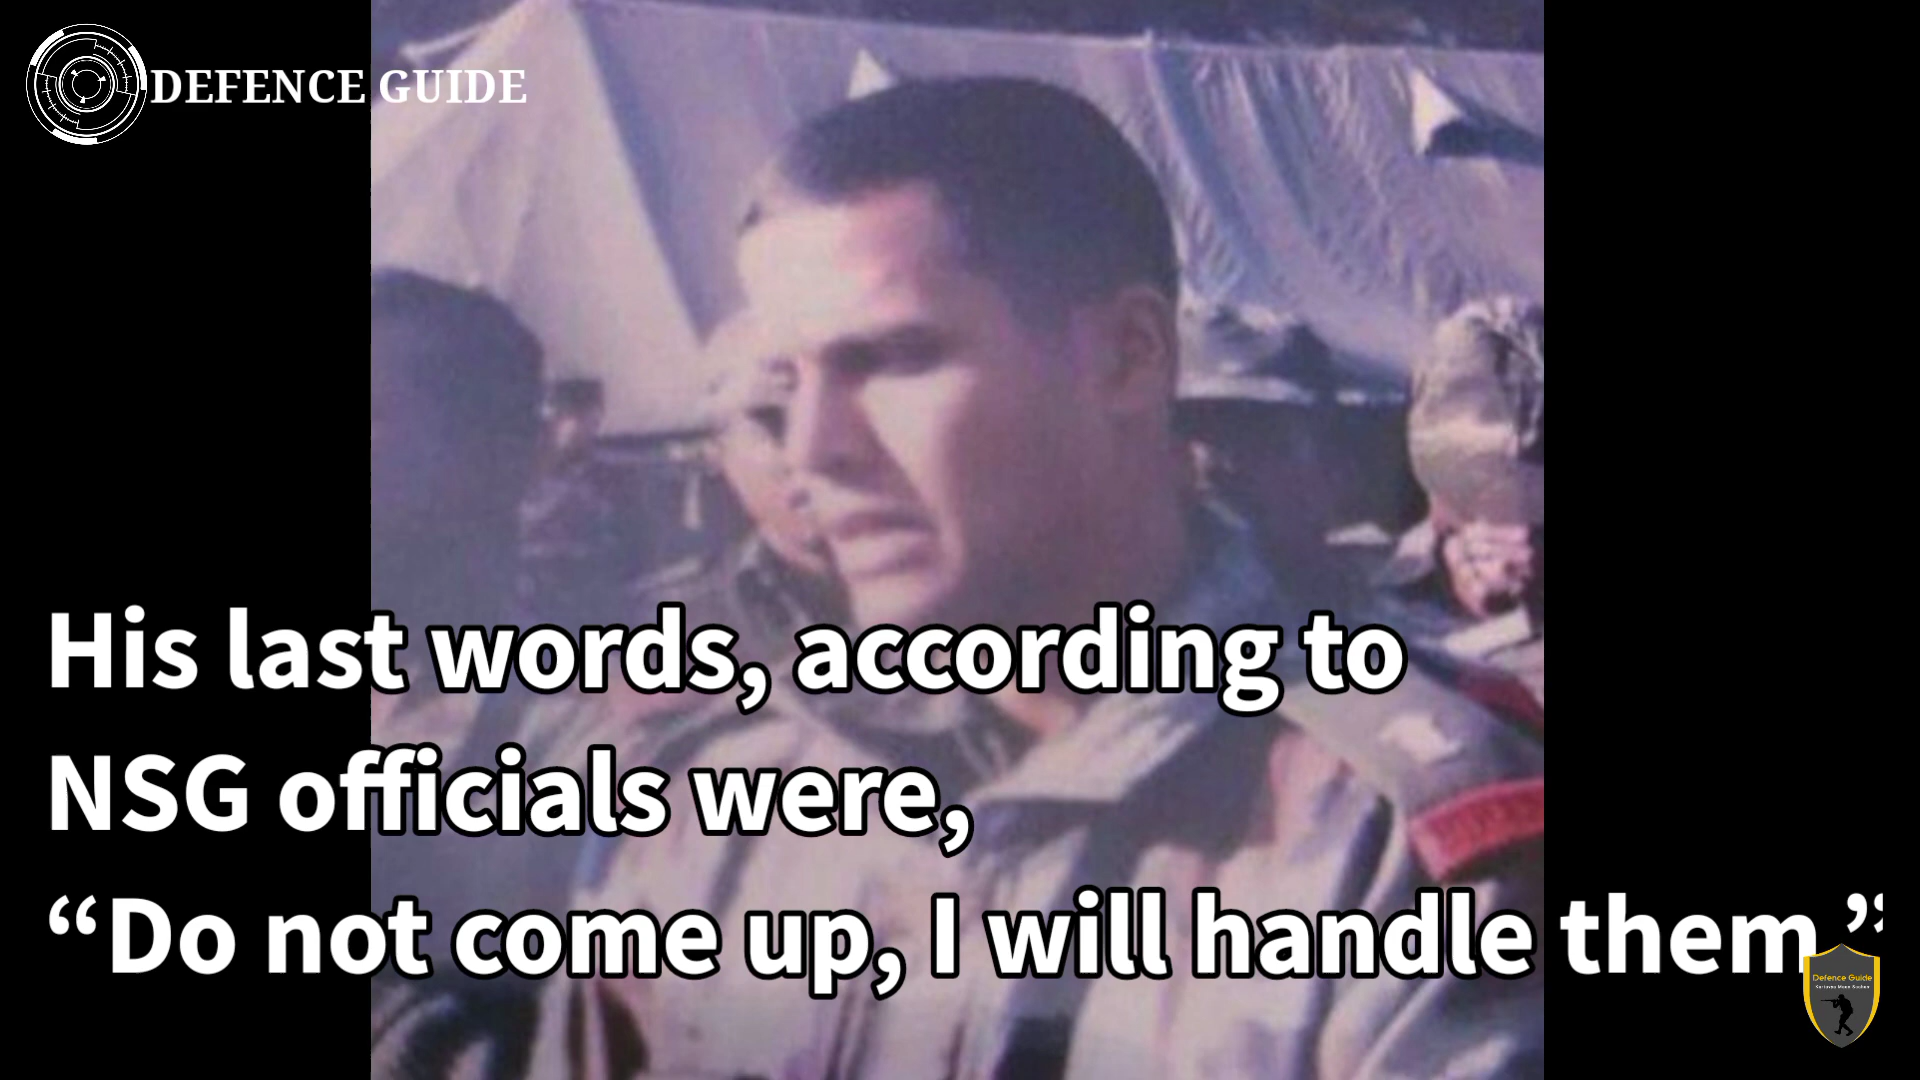 DEFENCE GUIDE
His last words, according to
NSG officials were,
“Do not come up, I will handle them.”
Defence Guide